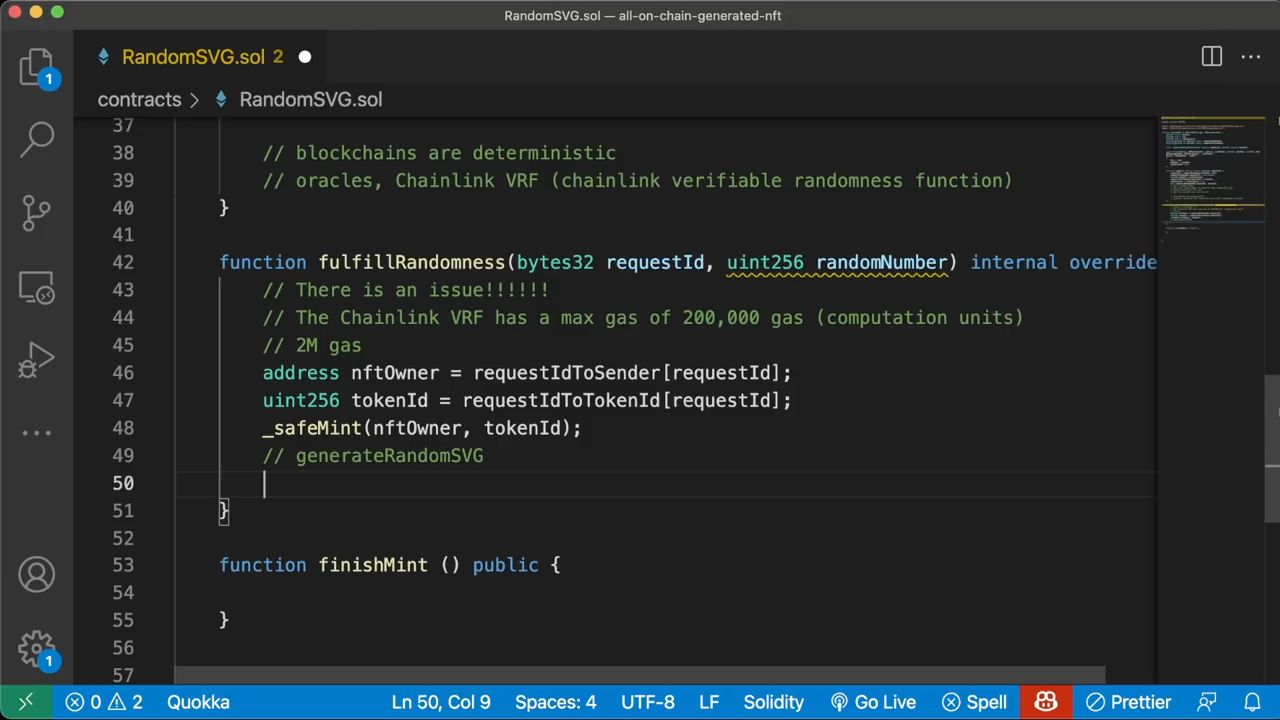 RandomSVG.sol — all-on-chain-generated-nft
RandomSVG.sol 2
contracts > RandomSVG.sol
37
38 // blockchains are deterministic
39 // oracles, Chainlink VRF (chainlink verifiable randomness function)
40 }
41
42 function fulfillRandomness(bytes32 requestId, uint256 randomNumber) internal override
43 // There is an issue!!!!!!
44 // The Chainlink VRF has a max gas of 200,000 gas (computation units)
45 // 2M gas
46 address nftOwner = requestIdToSender[requestId];
47 uint256 tokenId = requestIdToTokenId[requestId];
48 _safeMint(nftOwner, tokenId);
49 // generateRandomSVG
50
51 }
52
53 function finishMint () public {
54
55 }
56
57
1
1
0 2 Quokka Ln 50, Col 9 Spaces: 4 UTF-8 LF Solidity Go Live Spell Prettier